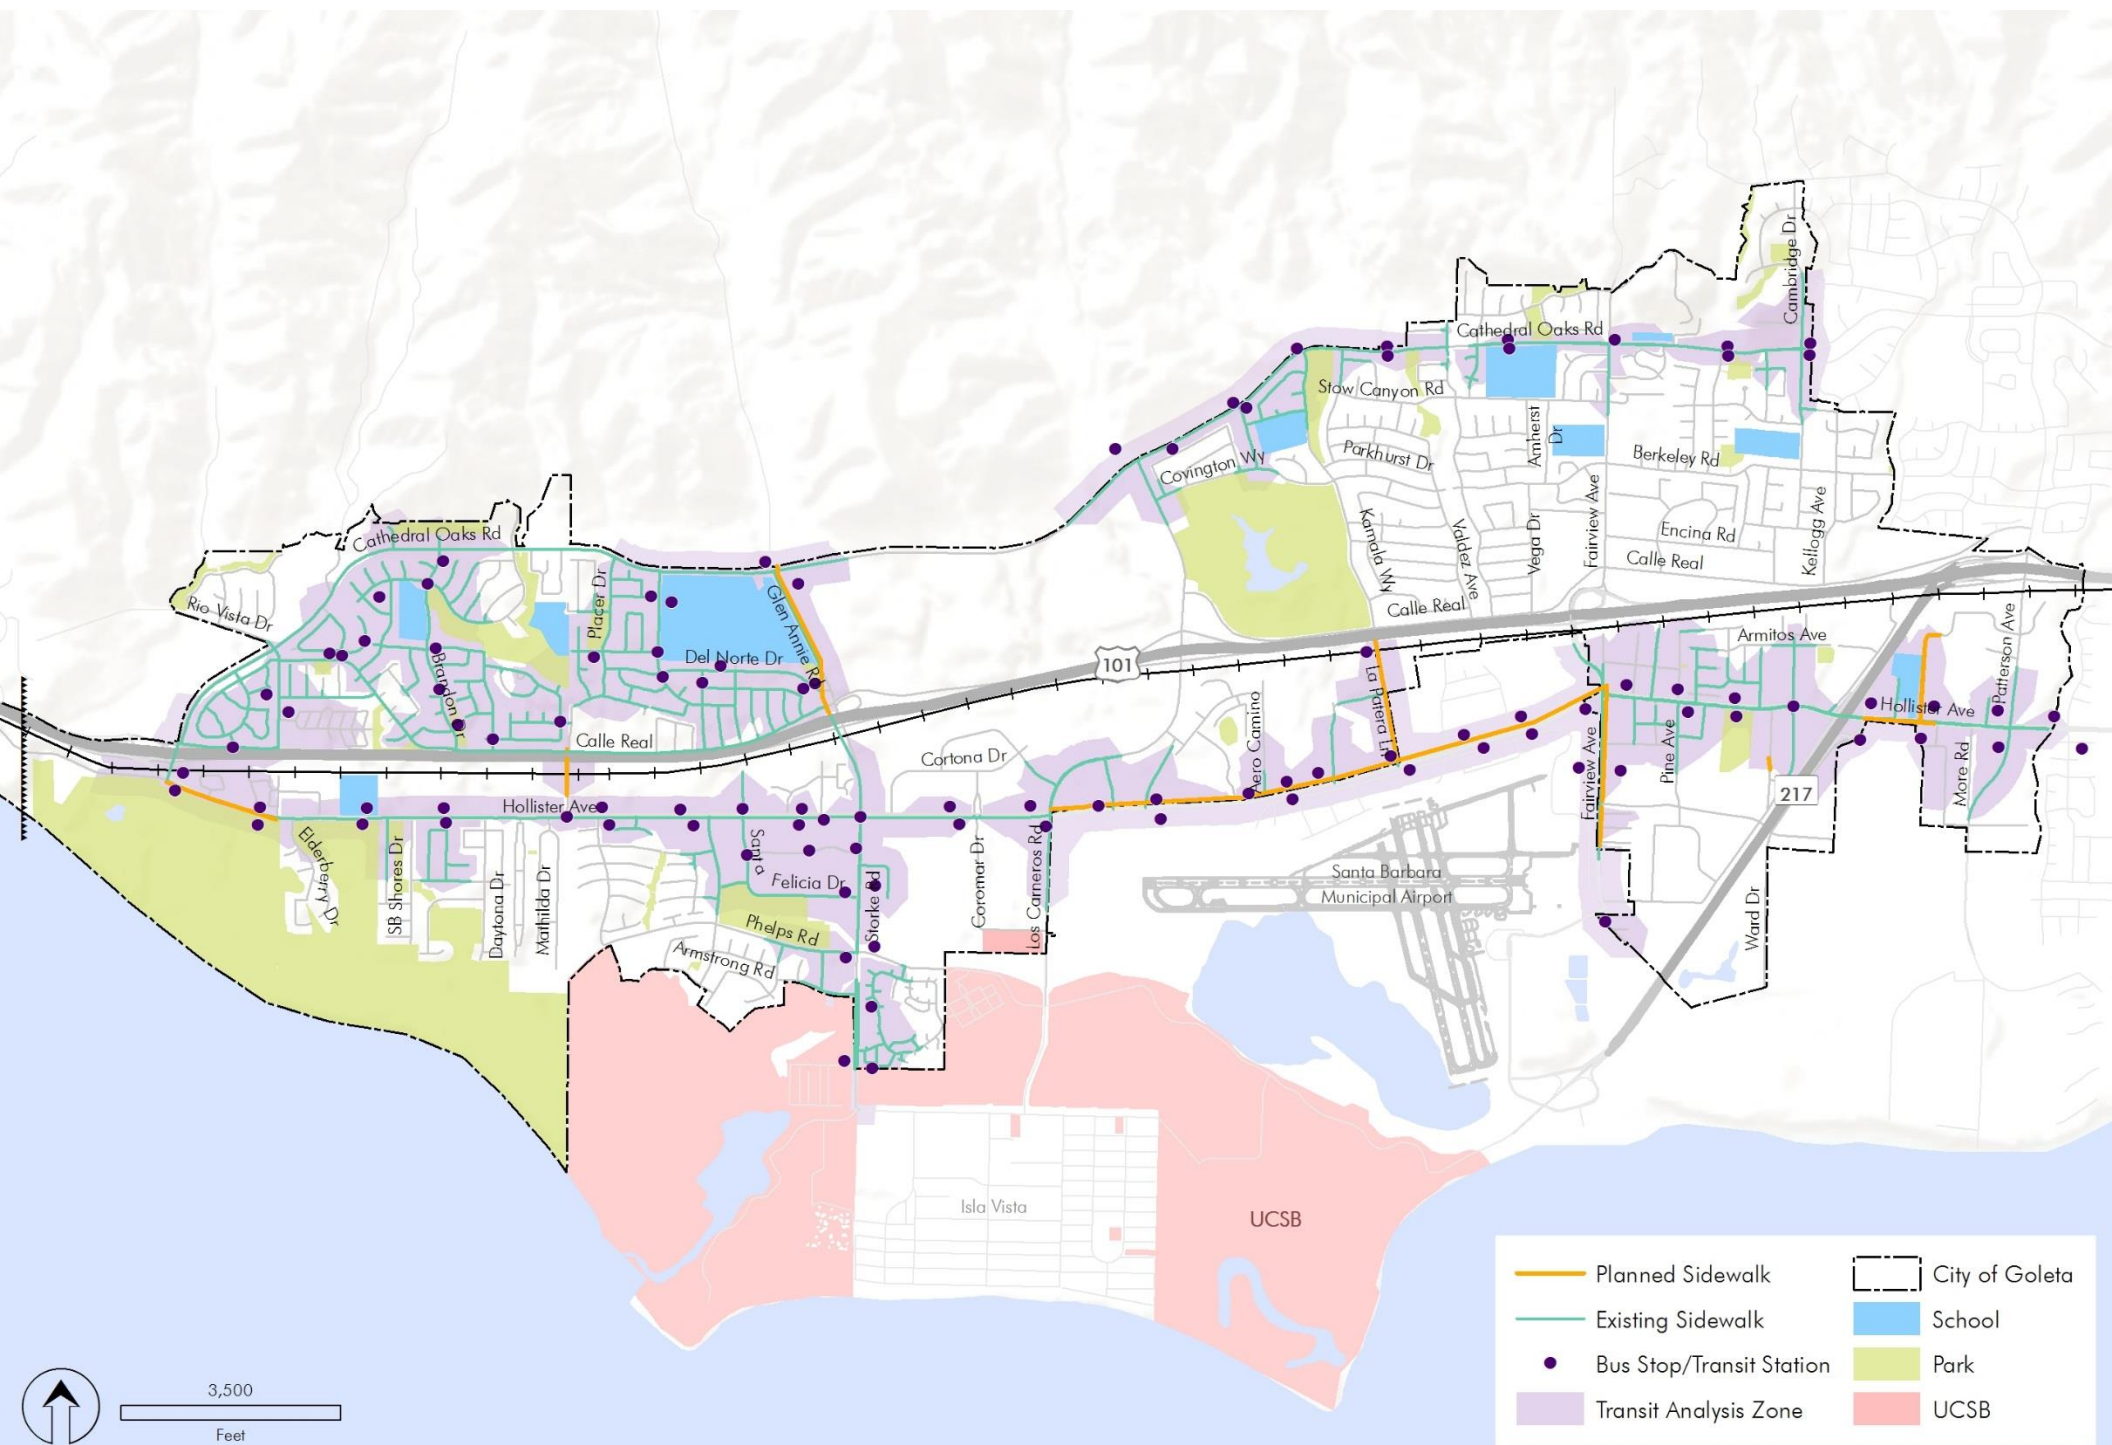 Cambridge Dr
Cathedral Oaks Rd
Stow Canyon Rd
Amherst
Dr
Parkhurst Dr
Covington Wy
Berkeley Rd
Fairview Ave
Kellogg Ave
Kamala Wy
Valdez Ave
Vega Dr
Encina Rd
Calle Real
Calle Real
Cathedral Oaks Rd
Rio Vista Dr
Placer Dr
Glen Annie Rd
Del Norte Dr
Brandon Dr
Calle Real
101
Armitos Ave
Patterson Ave
La Patera Ln
Hollister Ave
Aero Camino
Cortona Dr
Pine Ave
Fairview Ave
More Rd
217
Hollister Ave
Elderberry Dr
SB Shores Dr
Daytona Dr
Mathilda Dr
Santa
Felicia Dr
Storke Rd
Coromar Dr
Los Carneros Rd
Santa Barbara
Municipal Airport
Phelps Rd
Armstrong Rd
Ward Dr
Isla Vista
UCSB
Planned Sidewalk
Existing Sidewalk
Bus Stop/Transit Station
Transit Analysis Zone
City of Goleta
School
Park
UCSB
3,500
Feet